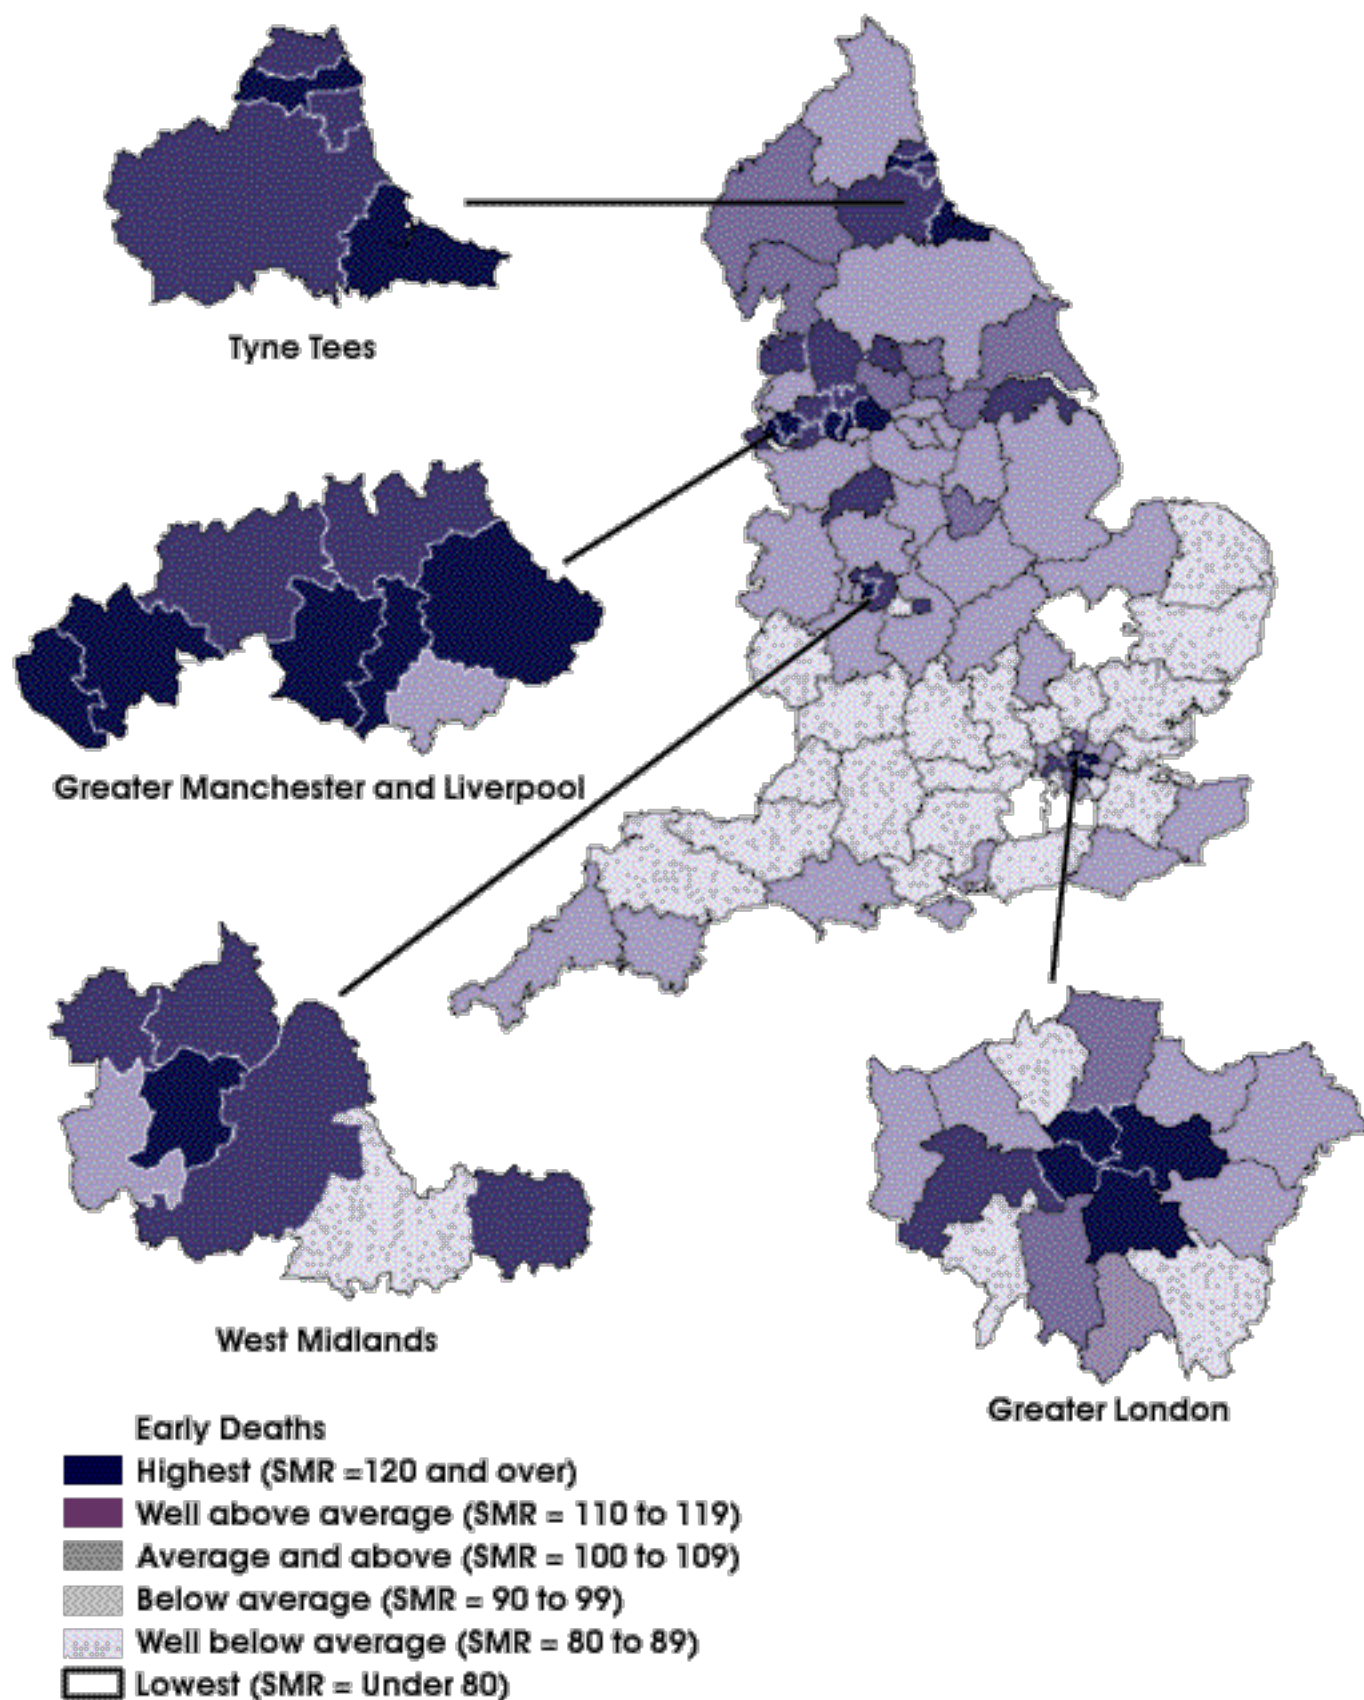 Tyne Tees
Greater Manchester and Liverpool
West Midlands
Greater London
Early Deaths
Highest (SMR =120 and over)
Well above average (SMR = 110 to 119)
Average and above (SMR = 100 to 109)
Below average (SMR = 90 to 99)
Well below average (SMR = 80 to 89)
Lowest (SMR = Under 80)